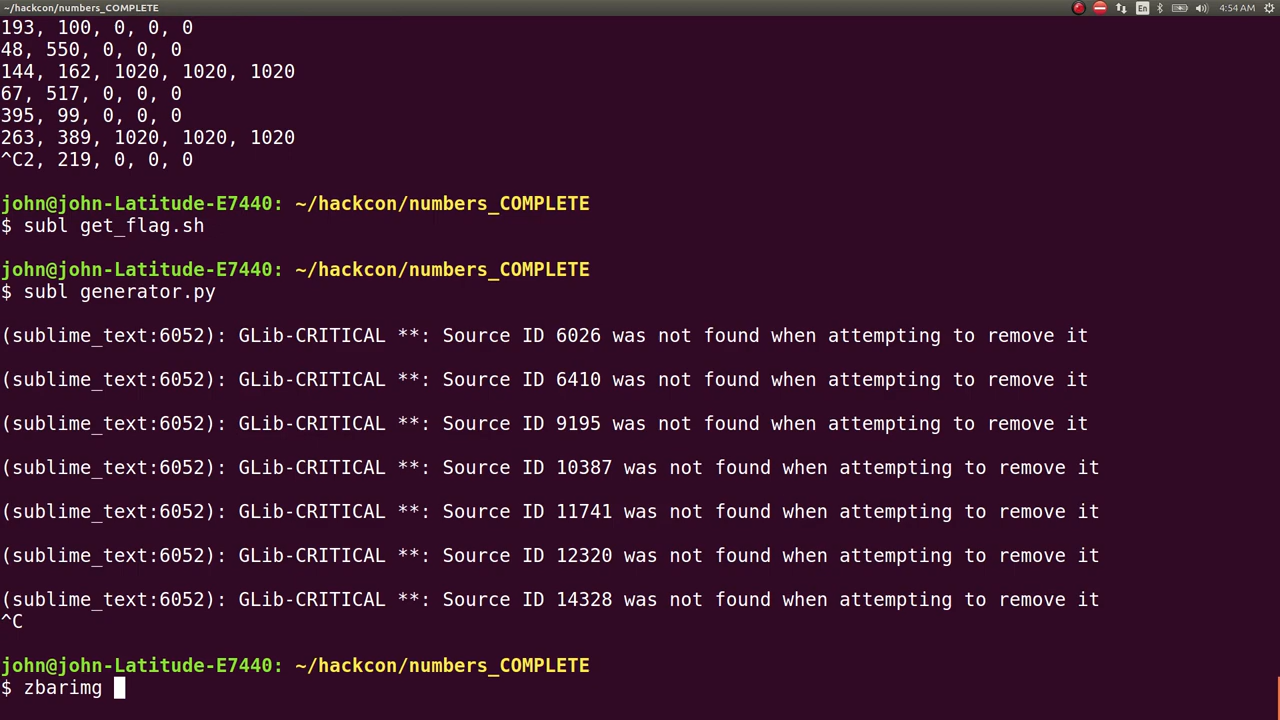 ~/hackcon/numbers_COMPLETE
En
4:54 AM
193, 100, 0, 0, 0
48, 550, 0, 0, 0
144, 162, 1020, 1020, 1020
67, 517, 0, 0, 0
395, 99, 0, 0, 0
263, 389, 1020, 1020, 1020
^C2, 219, 0, 0, 0
john@john-Latitude-E7440: ~/hackcon/numbers_COMPLETE
$ subl get_flag.sh
john@john-Latitude-E7440: ~/hackcon/numbers_COMPLETE
$ subl generator.py
(sublime_text:6052): GLib-CRITICAL **: Source ID 6026 was not found when attempting to remove it
(sublime_text:6052): GLib-CRITICAL **: Source ID 6410 was not found when attempting to remove it
(sublime_text:6052): GLib-CRITICAL **: Source ID 9195 was not found when attempting to remove it
(sublime_text:6052): GLib-CRITICAL **: Source ID 10387 was not found when attempting to remove it
(sublime_text:6052): GLib-CRITICAL **: Source ID 11741 was not found when attempting to remove it
(sublime_text:6052): GLib-CRITICAL **: Source ID 12320 was not found when attempting to remove it
(sublime_text:6052): GLib-CRITICAL **: Source ID 14328 was not found when attempting to remove it
^C
john@john-Latitude-E7440: ~/hackcon/numbers_COMPLETE
$ zbarimg